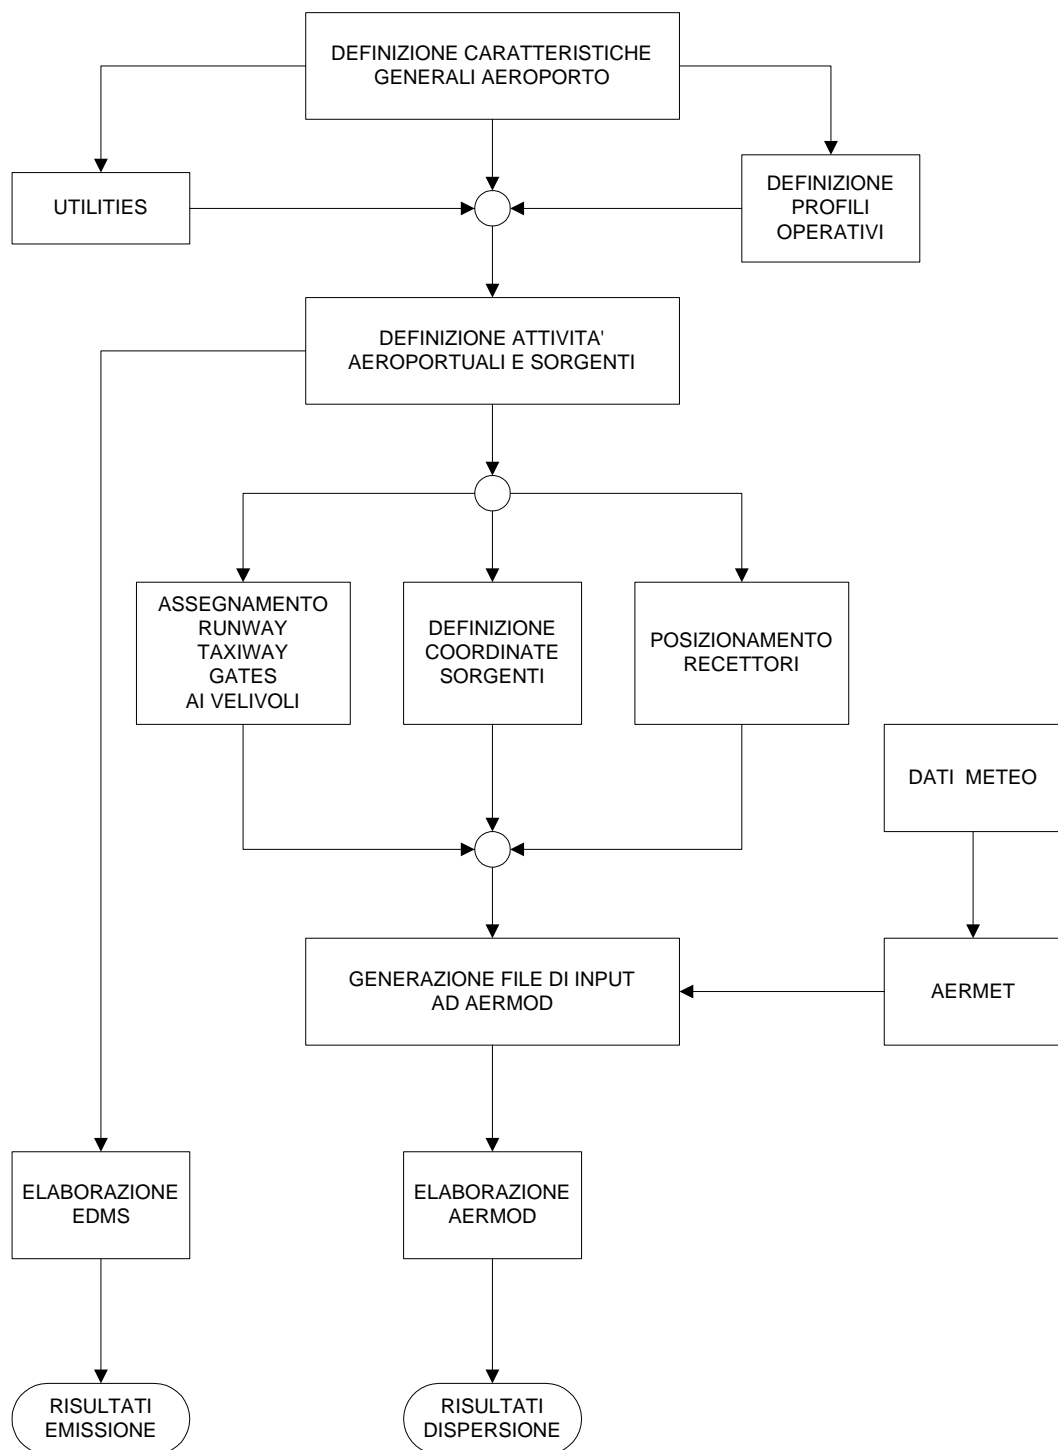 DEFINIZIONE CARATTERISTICHE
GENERALI AEROPORTO
UTILITIES
DEFINIZIONE
PROFILI
OPERATIVI
DEFINIZIONE ATTIVITA'
AEROPORTUALI E SORGENTI
ASSEGNAMENTO
RUNWAY
TAXIWAY
GATES
AI VELIVOLI
DEFINIZIONE
COORDINATE
SORGENTI
POSIZIONAMENTO
RECETTORI
DATI METEO
GENERAZIONE FILE DI INPUT
AD AERMOD
AERMET
ELABORAZIONE
EDMS
ELABORAZIONE
AERMOD
RISULTATI
EMISSIONE
RISULTATI
DISPERSIONE